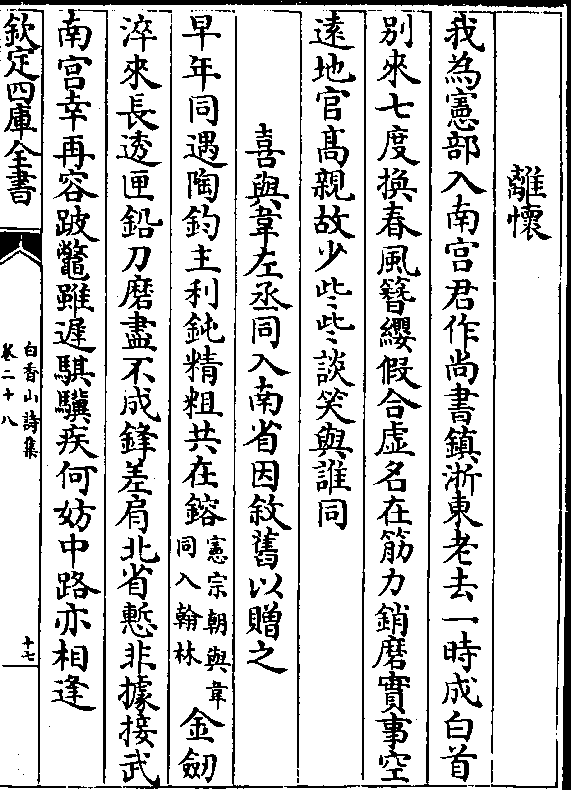 離懐
我為憲部入南宫君作尚書鎮浙東老去一時成白首
别來七度換春風簪纓假合虚名在筋力銷磨實事空
逺地官髙親故少些些談笑與誰同
喜與韋左丞同入南省因敘舊以贈之
早年同遇陶鈞主利鈍精粗共在鎔憲宗朝與韋同入翰林金劒
淬來長透匣鉛刀磨盡不成鋒差肩北省慙非據接武
南宫幸再容跛鼈雖遲騏驥疾何妨中路亦相逢
欽定四庫全書
白香山詩集
卷二十八
十七